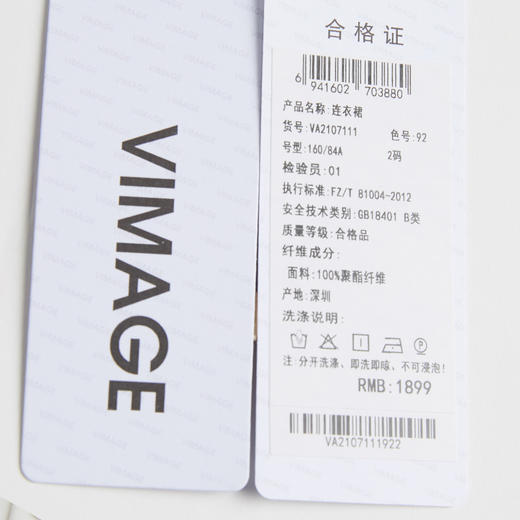 VIMAGE
合格证
6 941602 703880
产品名称: 连衣裙
货号: VA2107111 色号: 92
号型: 160/84A 2码
检验员: 01
执行标准: FZ/T 81004-2012
安全技术类别: GB18401 B类
质量等级: 合格品
纤维成分:
面料: 100%聚酯纤维
产地: 深圳
洗涤说明:
注: 分开洗涤、即洗即晾、不可浸泡!
RMB: 1899
VA2107111922